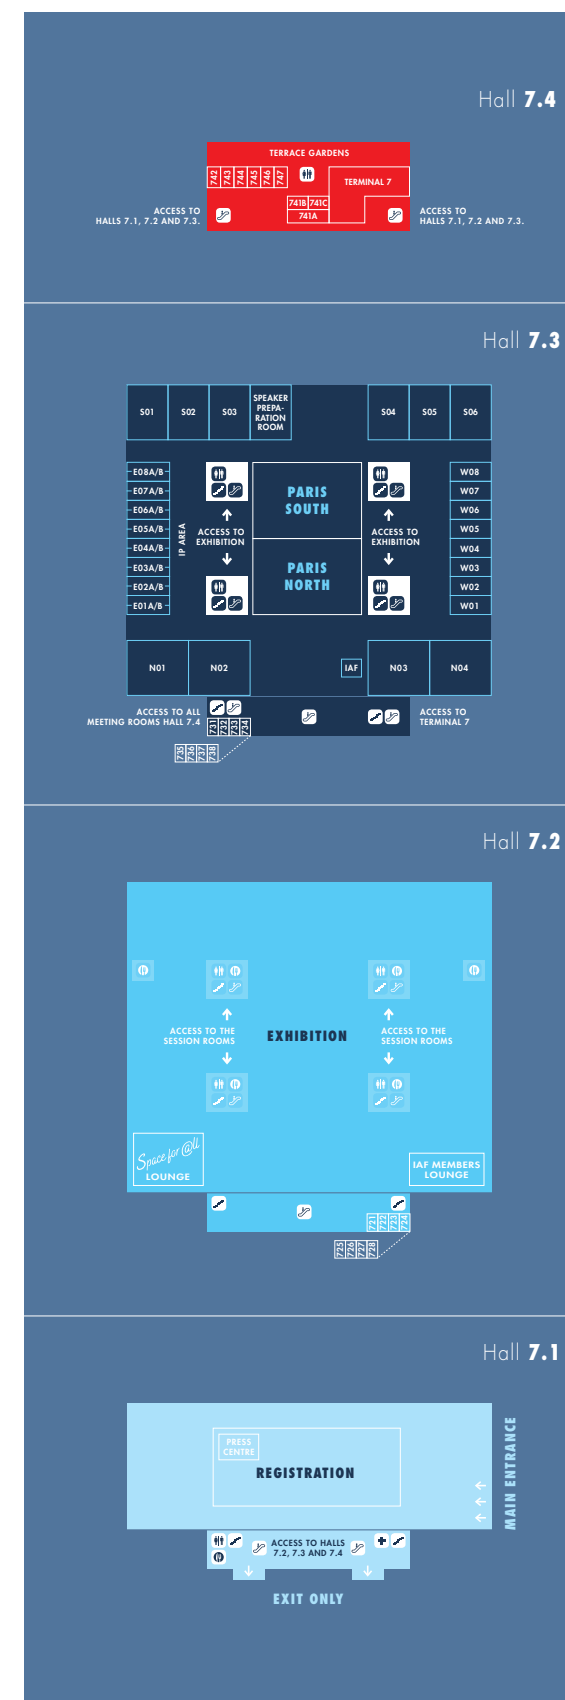 Hall 7.4
TERRACE GARDENS
742
743
744
745
746
747
TERMINAL 7
741B 741C
741A
ACCESS TO
HALLS 7.1, 7.2 AND 7.3.
ACCESS TO
HALLS 7.1, 7.2 AND 7.3.
Hall 7.3
S01 S02 S03
SPEAKER
PREPA-
RATION
ROOM
S04 S05 S06
E08A/B
E07A/B
E06A/B
E05A/B
E04A/B
E03A/B
E02A/B
E01A/B
IP AREA
ACCESS TO
EXHIBITION
PARIS
SOUTH
PARIS
NORTH
ACCESS TO
EXHIBITION
W08
W07
W06
W05
W04
W03
W02
W01
N01 N02
IAF
N03 N04
ACCESS TO ALL
MEETING ROOMS HALL 7.4
731
732
733
734
735
736
737
738
ACCESS TO
TERMINAL 7
Hall 7.2
ACCESS TO THE
SESSION ROOMS
EXHIBITION
ACCESS TO THE
SESSION ROOMS
Space for @ll
LOUNGE
IAF MEMBERS
LOUNGE
721
722
723
724
725
726
727
728
Hall 7.1
PRESS
CENTRE
REGISTRATION
MAIN ENTRANCE
ACCESS TO HALLS
7.2, 7.3 AND 7.4
EXIT ONLY